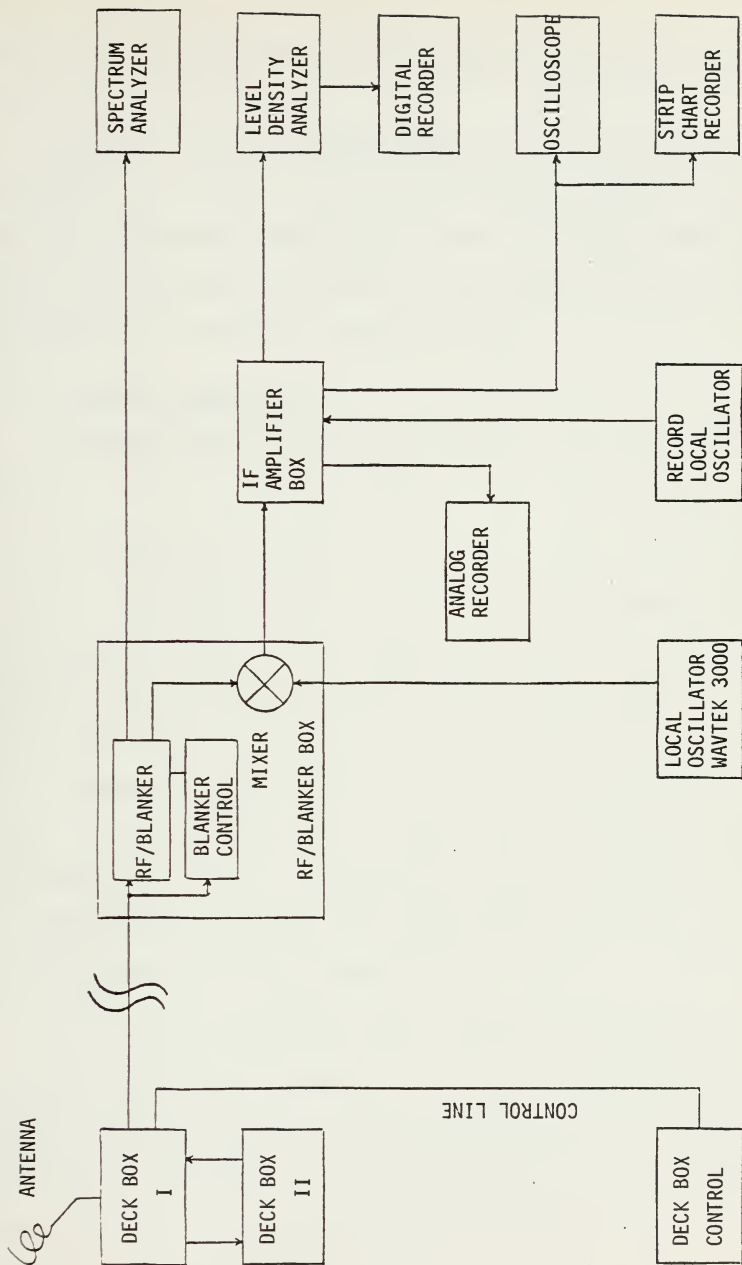 ANTENNA
DECK BOX
I
DECK BOX
II
CONTROL LINE
DECK BOX
CONTROL
RF/BLANKER
BLANKER
CONTROL
MIXER
RF/BLANKER BOX
LOCAL
OSCILLATOR
WAVTEK 3000
IF
AMPLIFIER
BOX
ANALOG
RECORDER
RECORD
LOCAL
OSCILLATOR
SPECTRUM
ANALYZER
LEVEL
DENSITY
ANALYZER
DIGITAL
RECORDER
OSCILLOSCOPE
STRIP
CHART
RECORDER